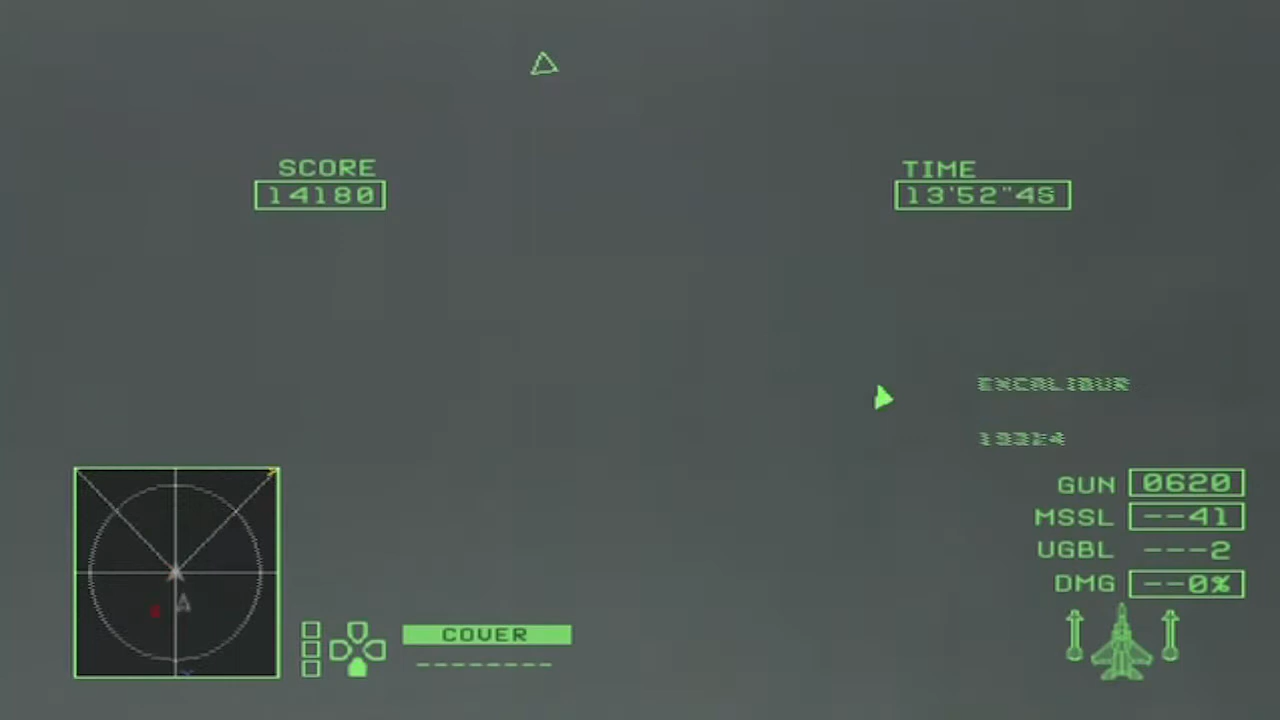 SCORE
14180
TIME
13'52"45
EXCALIBUR
GUN 0620
MSSL --41
UGBL ---2
DMG --0%
A
COVER
---------